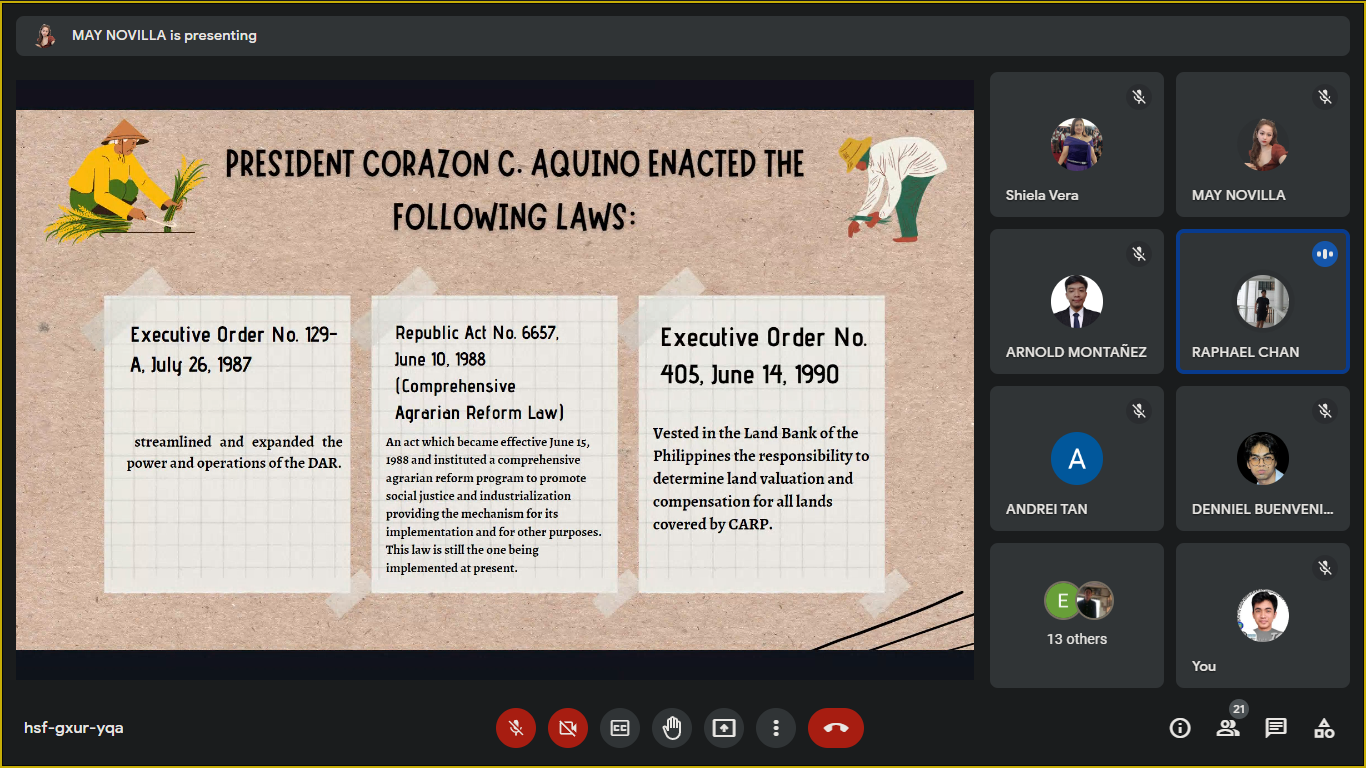 MAY NOVILLA is presenting
PRESIDENT CORAZON C. AQUINO ENACTED THE
FOLLOWING LAWS:
Executive Order No. 129-
A, July 26, 1987
streamlined and expanded the
power and operations of the DAR.
Republic Act No. 6657,
June 10, 1988
(Comprehensive
Agrarian Reform Law)
An act which became effective June 15,
1988 and instituted a comprehensive
agrarian reform program to promote
social justice and industrialization
providing the mechanism for its
implementation and for other purposes.
This law is still the one being
implemented at present.
Executive Order No.
405, June 14, 1990
Vested in the Land Bank of the
Philippines the responsibility to
determine land valuation and
compensation for all lands
covered by CARP.
Shiela Vera
MAY NOVILLA
ARNOLD MONTAÑEZ
RAPHAEL CHAN
A
ANDREI TAN
DENNIEL BUENVENI...
E
13 others
You
hsf-gxur-yqa
CC
21